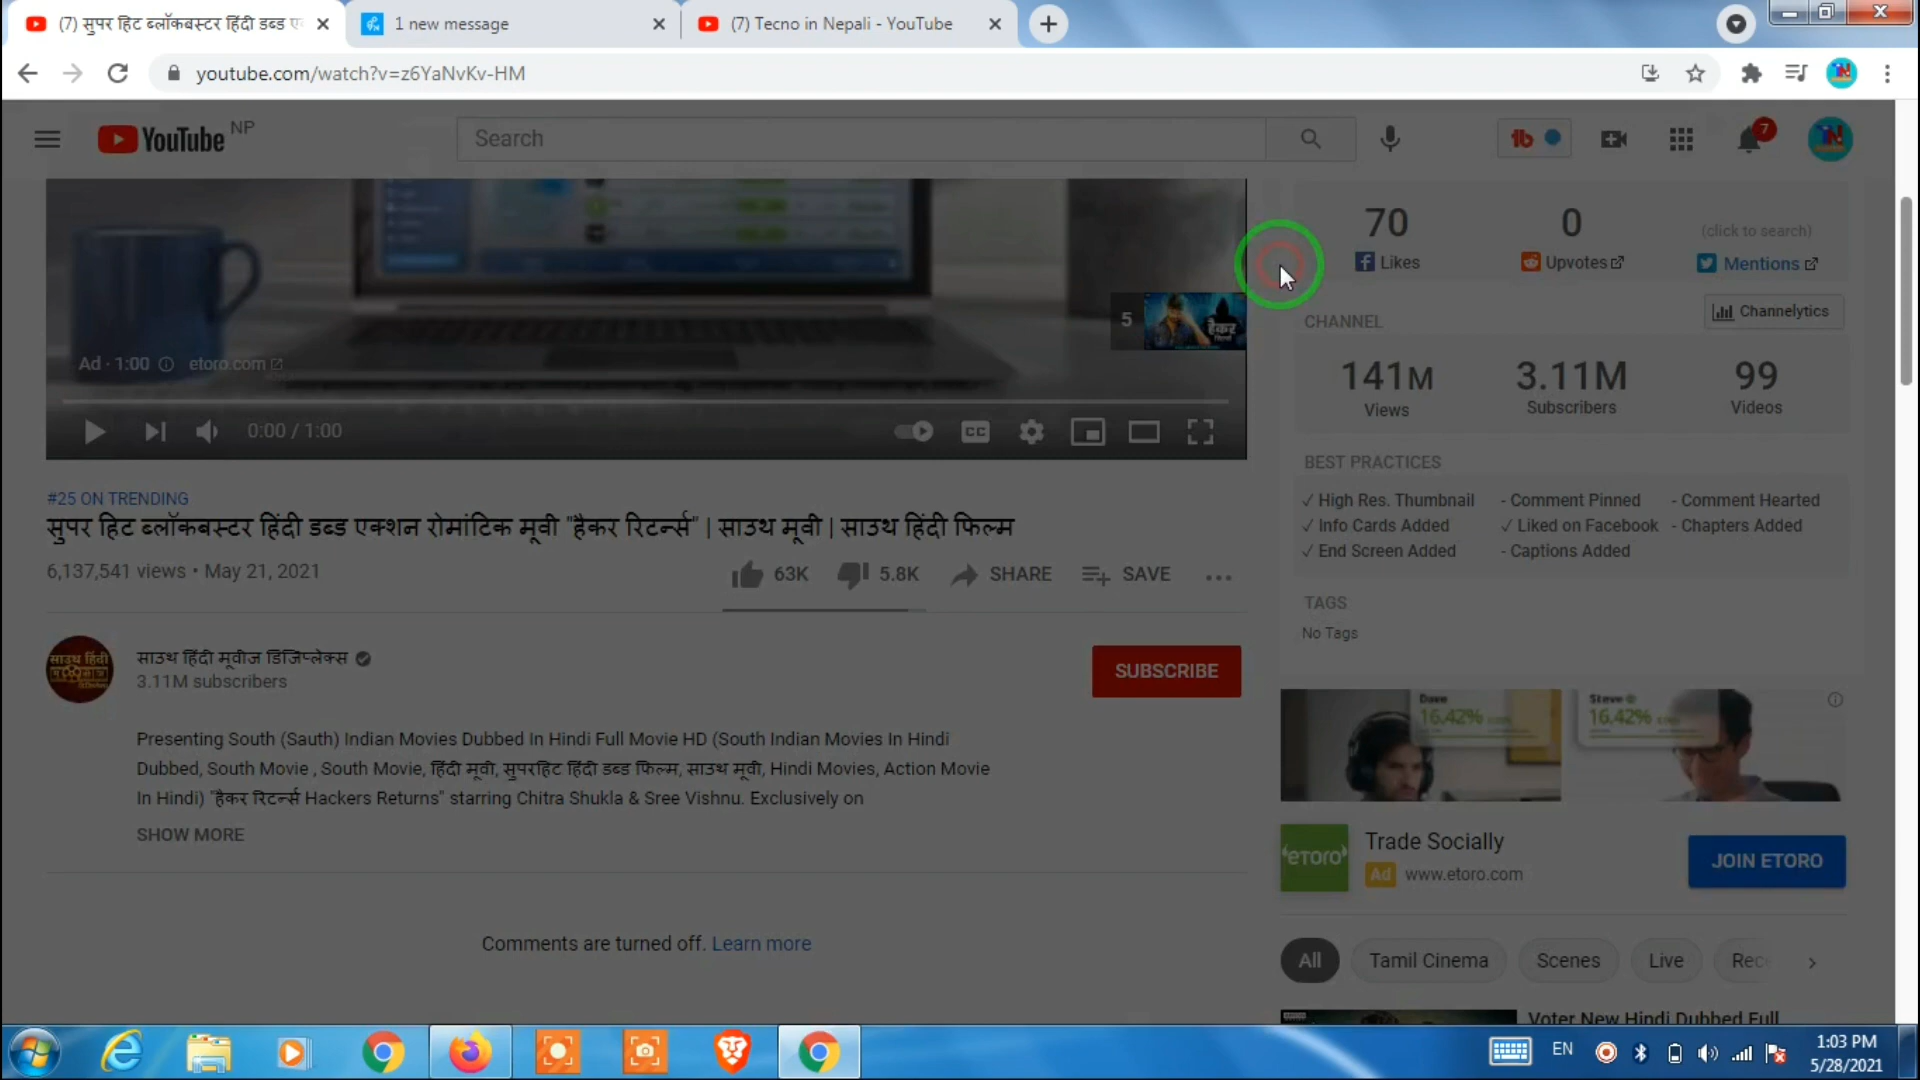 (7) सुपर हिट ब्लॉकबस्टर हिंदी डब्ड ए
1 new message
(7) Tecno in Nepali - YouTube
youtube.com/watch?v=z6YaNvKv-HM
YouTube NP
Search
7
70
Likes
0
Upvotes
(click to search)
Mentions
CHANNEL
Channelytics
141M
Views
3.11M
Subscribers
99
Videos
5
हैकर
Ad · 1:00
etoro.com
0:00 / 1:00
CC
BEST PRACTICES
✓ High Res. Thumbnail
- Comment Pinned
- Comment Hearted
✓ Info Cards Added
✓ Liked on Facebook
- Chapters Added
✓ End Screen Added
- Captions Added
TAGS
No Tags
#25 ON TRENDING
सुपर हिट ब्लॉकबस्टर हिंदी डब्ड एक्शन रोमांटिक मूवी "हैकर रिटर्न्स" | साउथ मूवी | साउथ हिंदी फिल्म
6,137,541 views • May 21, 2021
63K
5.8K
SHARE
SAVE
साउथ हिंदी
साउथ हिंदी मूवीज डिजिप्लेक्स
3.11M subscribers
SUBSCRIBE
Presenting South (Sauth) Indian Movies Dubbed In Hindi Full Movie HD (South Indian Movies In Hindi
Dubbed, South Movie , South Movie, हिंदी मूवी, सुपरहिट हिंदी डब्ड फिल्म, साउथ मूवी, Hindi Movies, Action Movie
In Hindi) "हैकर रिटर्न्स Hackers Returns" starring Chitra Shukla & Sree Vishnu. Exclusively on
SHOW MORE
Comments are turned off. Learn more
Dave
16,42%
Steve
16,42%
eTORO
Trade Socially
Ad www.etoro.com
JOIN ETORO
All
Tamil Cinema
Scenes
Live
Rec
Voter New Hindi Dubbed Full
EN
1:03 PM
5/28/2021